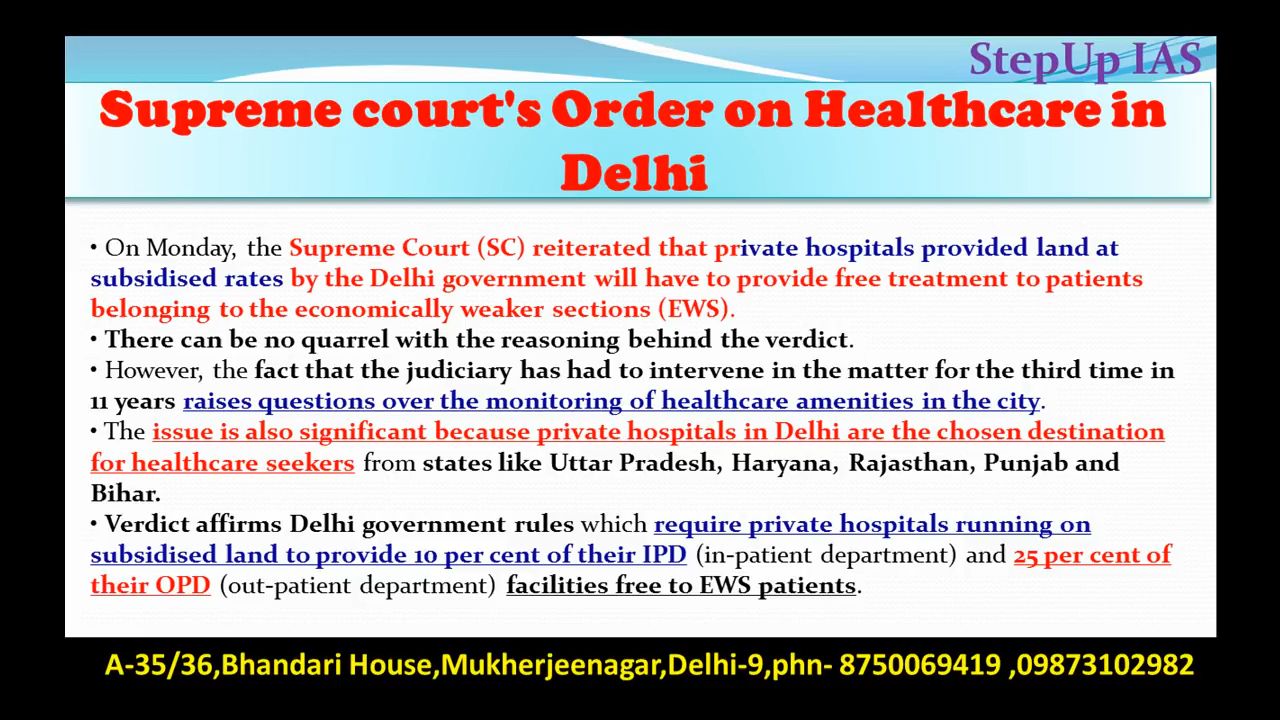 StepUp IAS
Supreme court's Order on Healthcare in
Delhi
• On Monday, the Supreme Court (SC) reiterated that private hospitals provided land at
subsidised rates by the Delhi government will have to provide free treatment to patients
belonging to the economically weaker sections (EWS).
• There can be no quarrel with the reasoning behind the verdict.
• However, the fact that the judiciary has had to intervene in the matter for the third time in
11 years raises questions over the monitoring of healthcare amenities in the city.
• The issue is also significant because private hospitals in Delhi are the chosen destination
for healthcare seekers from states like Uttar Pradesh, Haryana, Rajasthan, Punjab and
Bihar.
• Verdict affirms Delhi government rules which require private hospitals running on
subsidised land to provide 10 per cent of their IPD (in-patient department) and 25 per cent of
their OPD (out-patient department) facilities free to EWS patients.
A-35/36,Bhandari House,Mukherjeenagar,Delhi-9,phn- 8750069419 ,09873102982